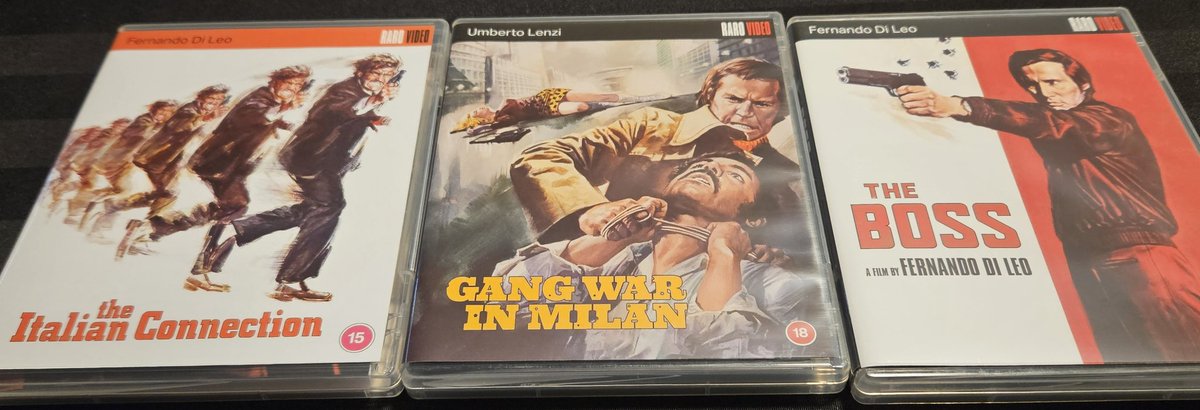 Fernando Di Leo
RARO VIDEO
the
Italian Connection
15
Umberto Lenzi
RARO VIDEO
GANG WAR
IN MILAN
18
Fernando Di Leo
RARO VIDEO
THE
BOSS
A FILM BY FERNANDO DI LEO